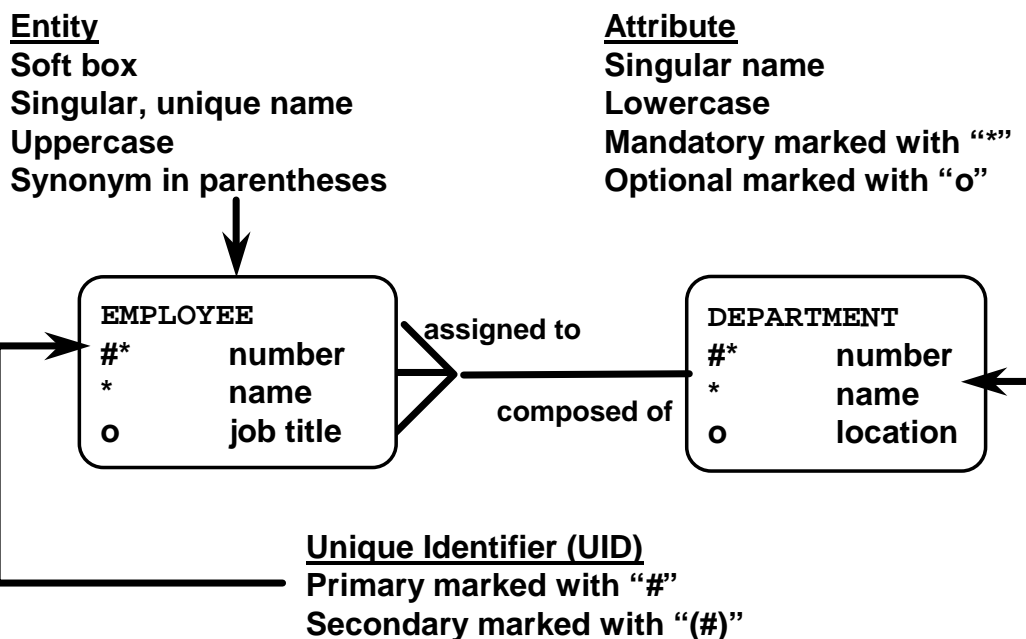 Entity
Soft box
Singular, unique name
Uppercase
Synonym in parentheses
Attribute
Singular name
Lowercase
Mandatory marked with “*”
Optional marked with “o”
EMPLOYEE
#* number
* name
o job title
assigned to
composed of
DEPARTMENT
#* number
* name
o location
Unique Identifier (UID)
Primary marked with “#”
Secondary marked with “(#)”